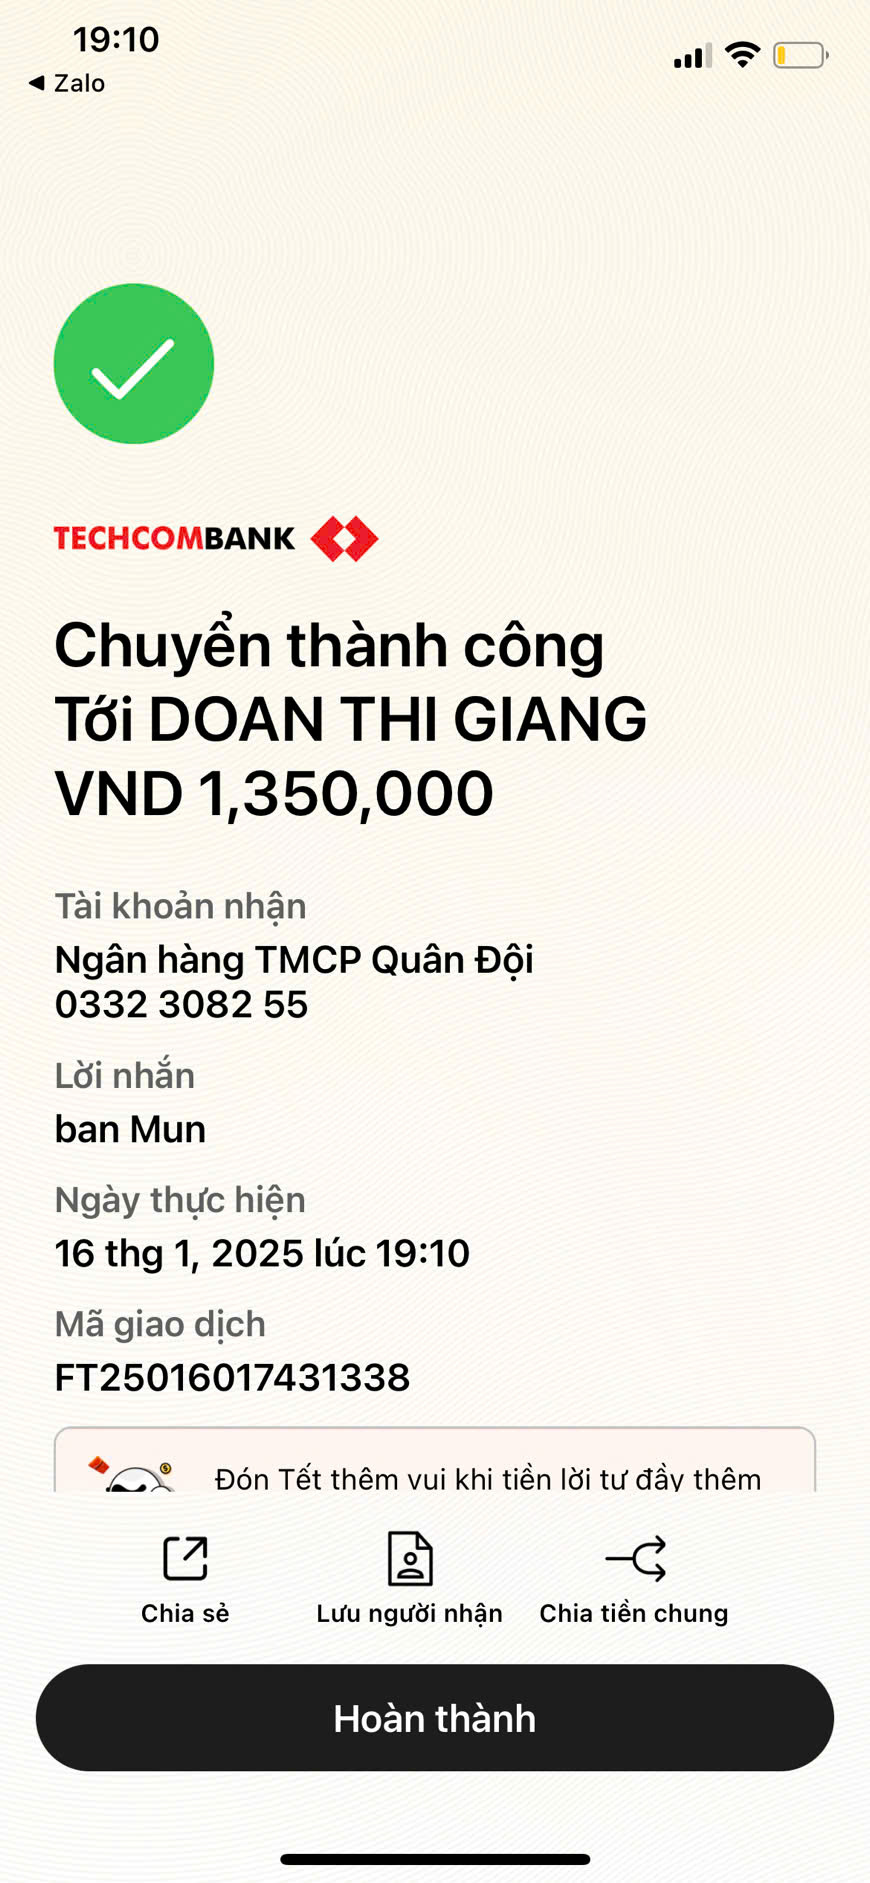 19:10
◀ Zalo
TECHCOMBANK
Chuyển thành công
Tới DOAN THI GIANG
VND 1,350,000
Tài khoản nhận
Ngân hàng TMCP Quân Đội
0332 3082 55
Lời nhắn
ban Mun
Ngày thực hiện
16 thg 1, 2025 lúc 19:10
Mã giao dịch
FT25016017431338
Đón Tết thêm vui khi tiền lời tự đầy thêm
Chia sẻ
Lưu người nhận
Chia tiền chung
Hoàn thành